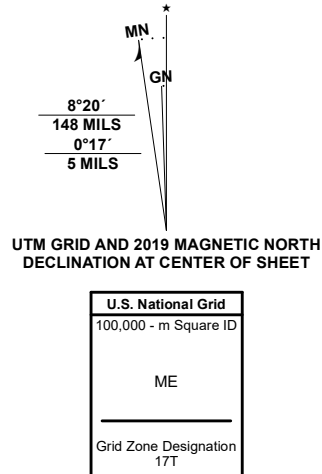 ★
MN
GN
8°20´
148 MILS
0°17´
5 MILS
UTM GRID AND 2019 MAGNETIC NORTH
DECLINATION AT CENTER OF SHEET
U.S. National Grid
100,000 - m Square ID
ME
Grid Zone Designation
17T